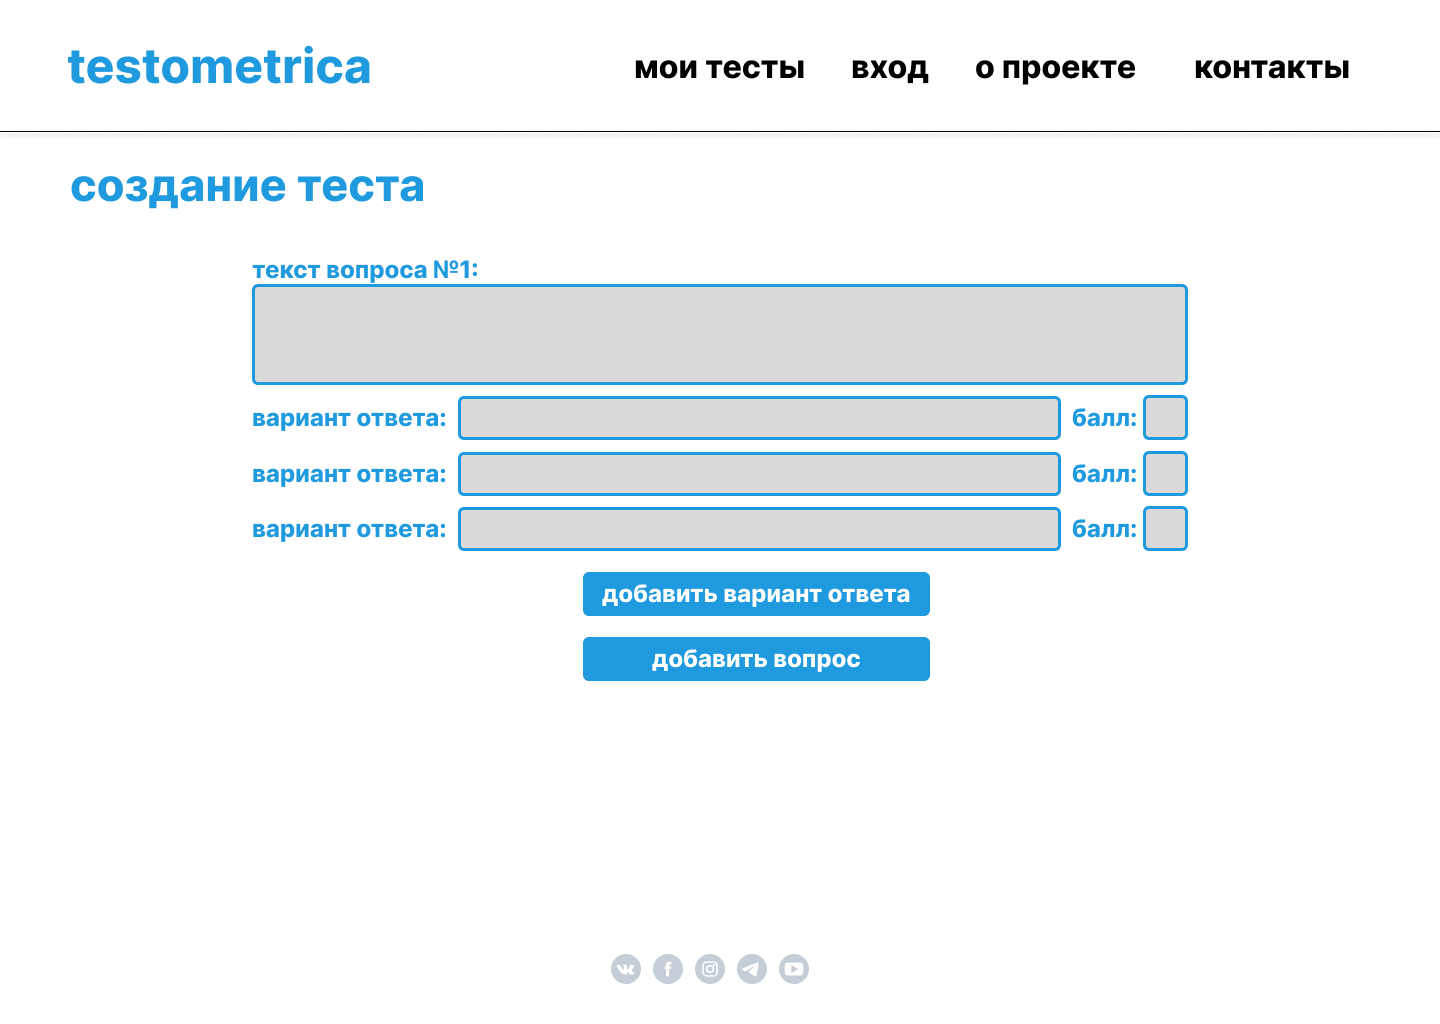 testometrica
мои тесты вход о проекте контакты
создание теста
текст вопроса №1:
вариант ответа: балл:
вариант ответа: балл:
вариант ответа: балл:
добавить вариант ответа
добавить вопрос